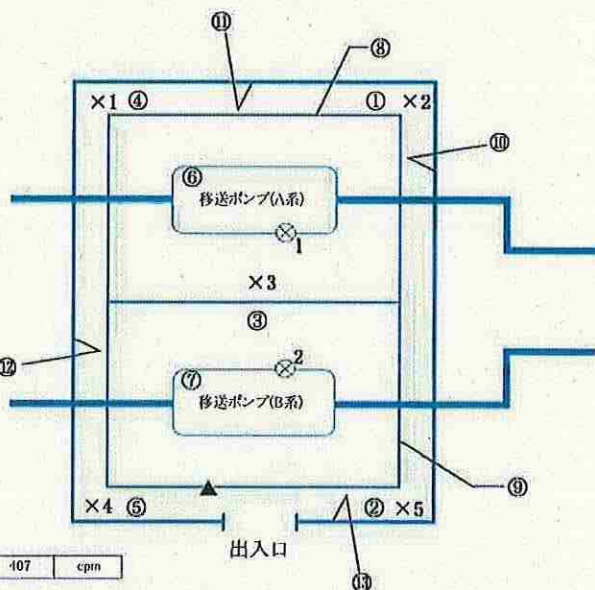 ⑪
⑧
×1 ④ ① ×2
⑩
⑥
移送ポンプ(A系)
1
×3
③
⑫
⑦ 2
移送ポンプ(B系)
⑨
×4 ⑤ ② ×5
出入口
407 cpm
⑬